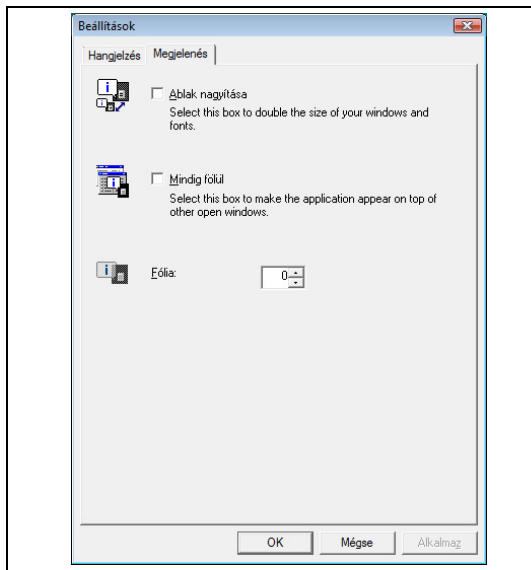 Beállítások
Hangjelzés Megjelenés
Ablak nagyítása
Select this box to double the size of your windows and
fonts.
Mindig fölül
Select this box to make the application appear on top of
other open windows.
Fólia: 0
OK Mégse Alkalmaz